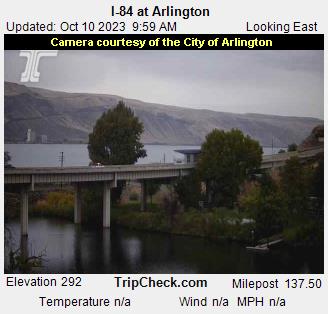 I-84 at Arlington
Updated: Oct 10 2023 9:59 AM Looking East
Camera courtesy of the City of Arlington
Elevation 292 TripCheck.com Milepost 137.50
Temperature n/a Wind n/a MPH n/a